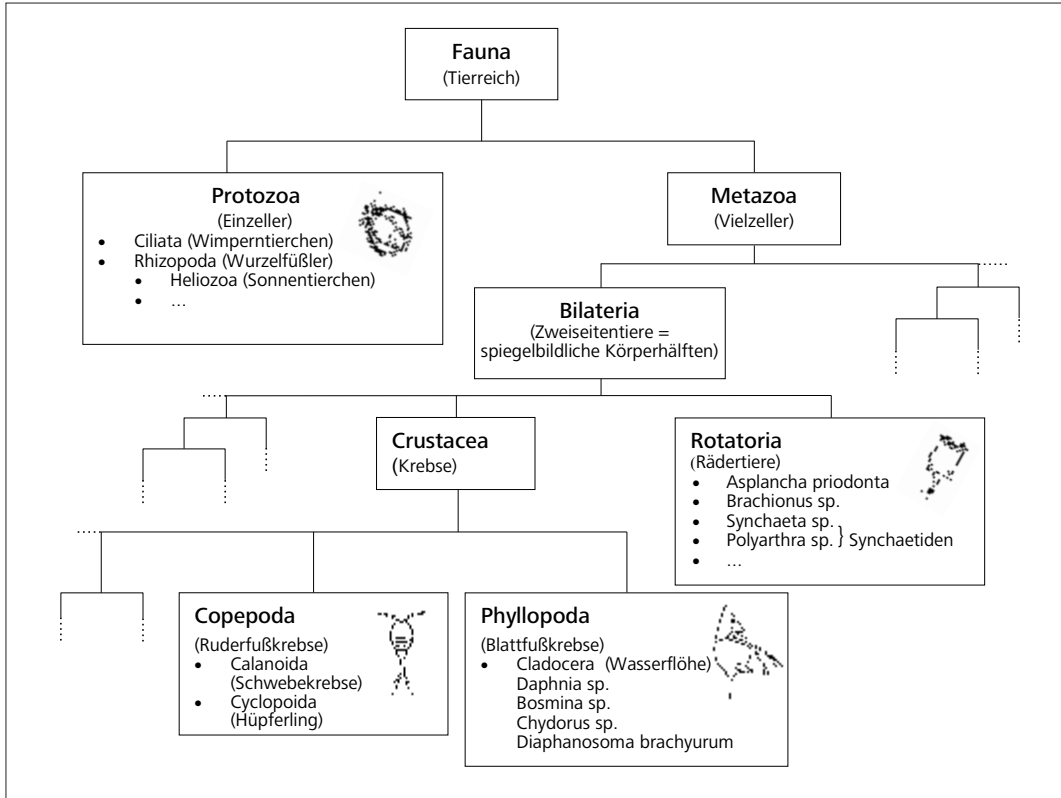 Fauna
(Tierreich)
Protozoa
(Einzeller)
• Ciliata (Wimperntierchen)
• Rhizopoda (Wurzelfüßler)
• Heliozoa (Sonnentierchen)
• ...
Metazoa
(Vielzeller)
Bilateria
(Zweiseitentiere =
spiegelbildliche Körperhälften)
Crustacea
(Krebse)
Rotatoria
(Rädertiere)
• Asplancha priodonta
• Brachionus sp.
• Synchaeta sp.
• Polyarthra sp. } Synchaetiden
• ...
Copepoda
(Ruderfußkrebse)
• Calanoida
(Schwebekrebse)
• Cyclopoida
(Hüpferling)
Phyllopoda
(Blattfußkrebse)
• Cladocera (Wasserflöhe)
Daphnia sp.
Bosmina sp.
Chydorus sp.
Diaphanosoma brachyurum